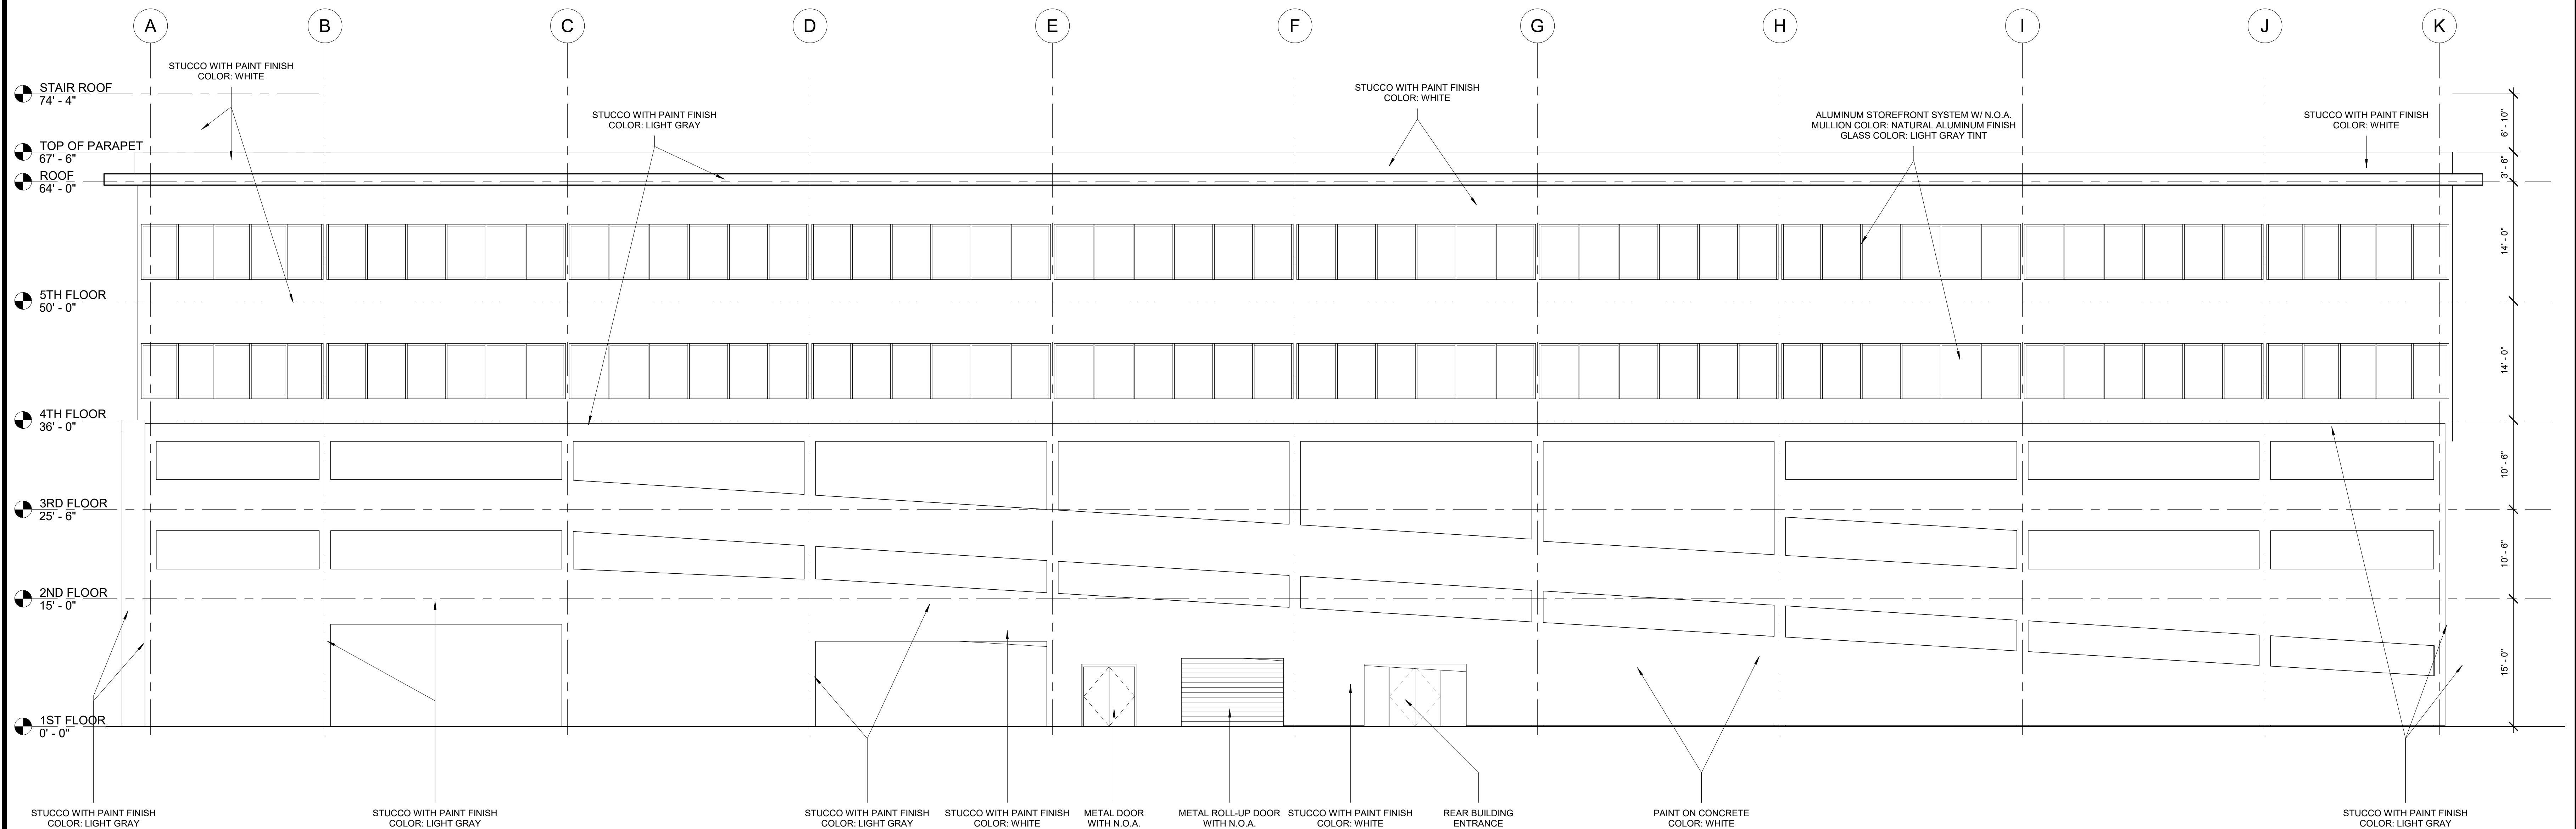 A
B
C
D
E
F
G
H
I
J
K
STUCCO WITH PAINT FINISH
COLOR: WHITE
STUCCO WITH PAINT FINISH
COLOR: LIGHT GRAY
STUCCO WITH PAINT FINISH
COLOR: WHITE
ALUMINUM STOREFRONT SYSTEM W/ N.O.A.
MULLION COLOR: NATURAL ALUMINUM FINISH
GLASS COLOR: LIGHT GRAY TINT
STUCCO WITH PAINT FINISH
COLOR: WHITE
STAIR ROOF
74' - 4"
TOP OF PARAPET
67' - 6"
ROOF
64' - 0"
5TH FLOOR
50' - 0"
4TH FLOOR
36' - 0"
3RD FLOOR
25' - 6"
2ND FLOOR
15' - 0"
1ST FLOOR
0' - 0"
6' - 10"
3' - 6"
14' - 0"
14' - 0"
10' - 6"
10' - 6"
15' - 0"
STUCCO WITH PAINT FINISH
COLOR: LIGHT GRAY
STUCCO WITH PAINT FINISH
COLOR: LIGHT GRAY
STUCCO WITH PAINT FINISH
COLOR: LIGHT GRAY
STUCCO WITH PAINT FINISH
COLOR: WHITE
METAL DOOR
WITH N.O.A.
METAL ROLL-UP DOOR
WITH N.O.A.
STUCCO WITH PAINT FINISH
COLOR: WHITE
REAR BUILDING
ENTRANCE
PAINT ON CONCRETE
COLOR: WHITE
STUCCO WITH PAINT FINISH
COLOR: LIGHT GRAY